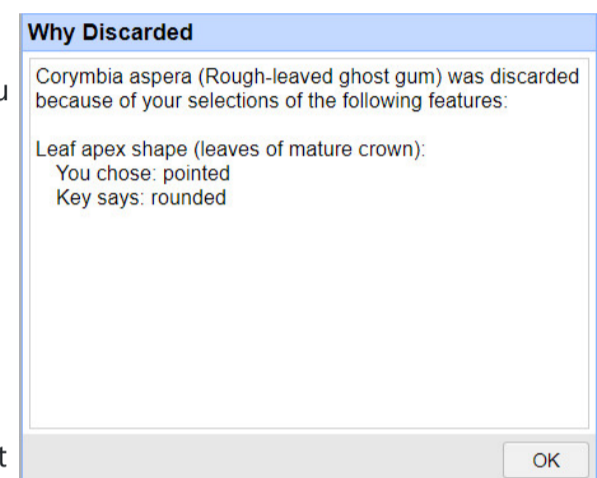 Why Discarded
Corymbia aspera (Rough-leaved ghost gum) was discarded
because of your selections of the following features:
Leaf apex shape (leaves of mature crown):
You chose: pointed
Key says: rounded
OK